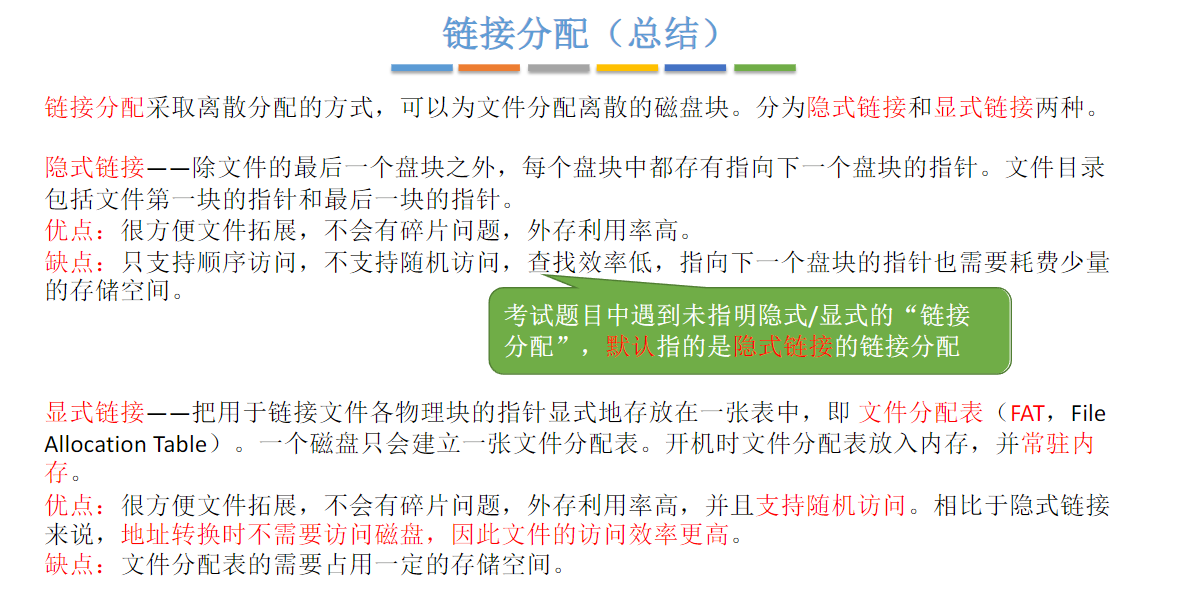 链接分配（总结）
链接分配采取离散分配的方式，可以为文件分配离散的磁盘块。分为隐式链接和显式链接两种。
隐式链接——除文件的最后一个盘块之外，每个盘块中都存有指向下一个盘块的指针。文件目录
包括文件第一块的指针和最后一块的指针。
优点：很方便文件拓展，不会有碎片问题，外存利用率高。
缺点：只支持顺序访问，不支持随机访问，查找效率低，指向下一个盘块的指针也需要耗费少量
的存储空间。
考试题目中遇到未指明隐式/显式的“链接
分配”，默认指的是隐式链接的链接分配
显式链接——把用于链接文件各物理块的指针显式地存放在一张表中，即 文件分配表（FAT，File
Allocation Table）。一个磁盘只会建立一张文件分配表。开机时文件分配表放入内存，并常驻内
存。
优点：很方便文件拓展，不会有碎片问题，外存利用率高，并且支持随机访问。相比于隐式链接
来说，地址转换时不需要访问磁盘，因此文件的访问效率更高。
缺点：文件分配表的需要占用一定的存储空间。